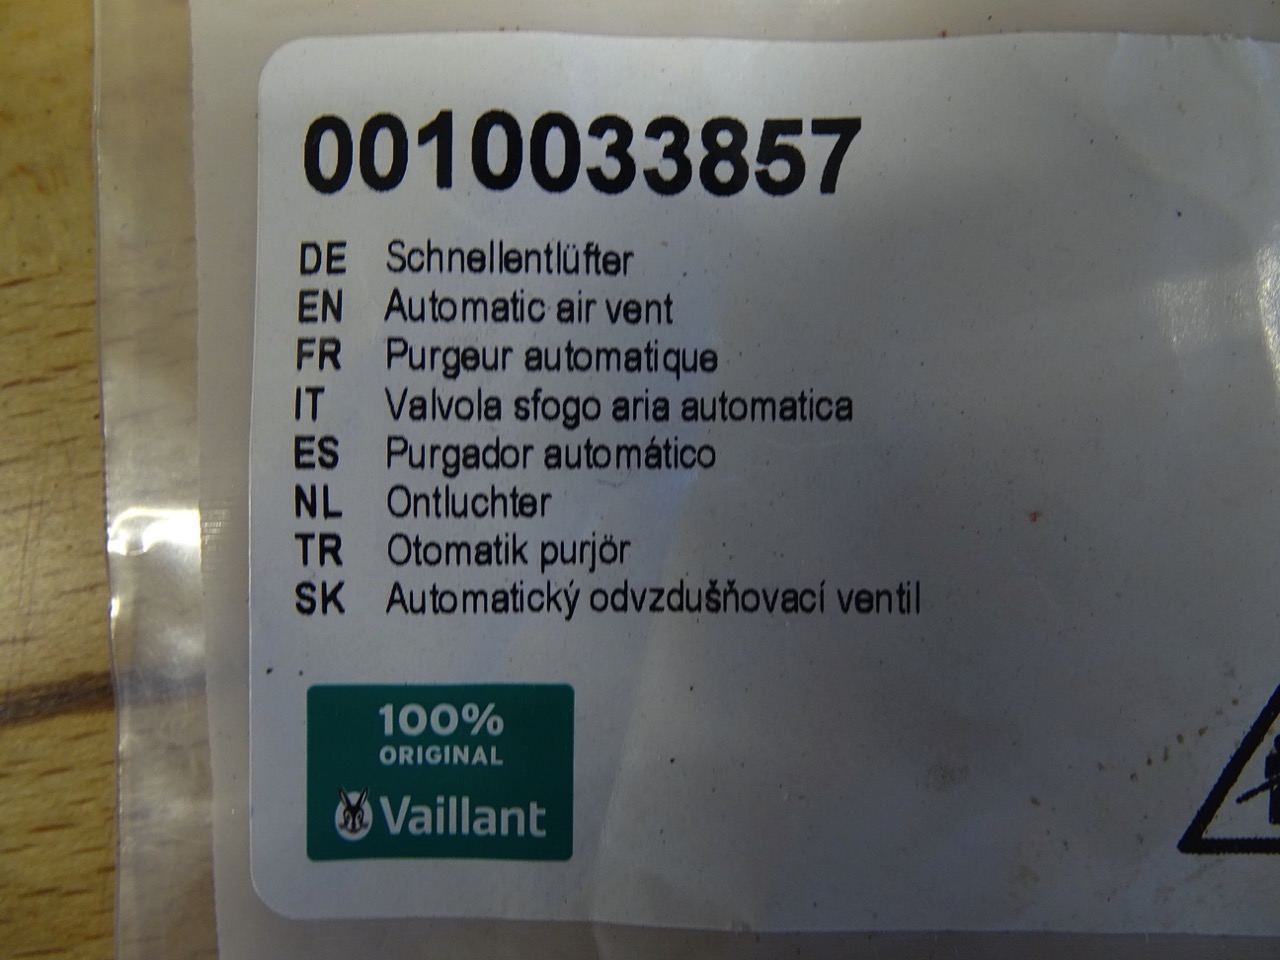 0010033857
DE Schnellentlüfter
EN Automatic air vent
FR Purgeur automatique
IT Valvola sfogo aria automatica
ES Purgador automático
NL Ontluchter
TR Otomatik purjör
SK Automatický odvzdušňovací ventil
100%
ORIGINAL
Vaillant